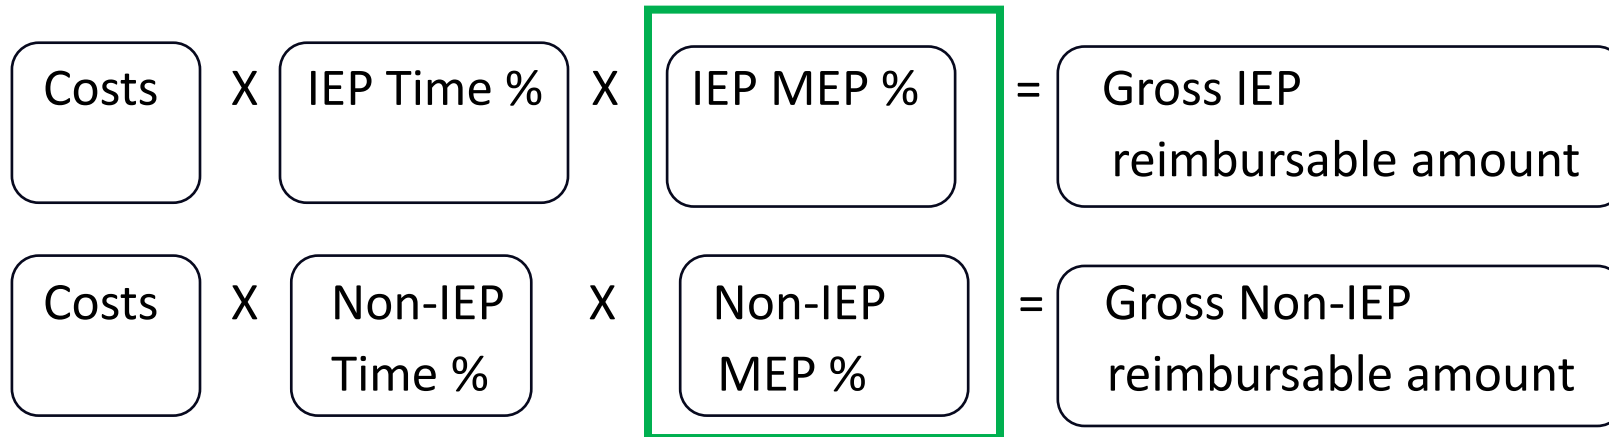 Costs X IEP Time % X IEP MEP % = Gross IEP
reimbursable amount
Costs X Non-IEP X Non-IEP = Gross Non-IEP
Time % MEP % reimbursable amount